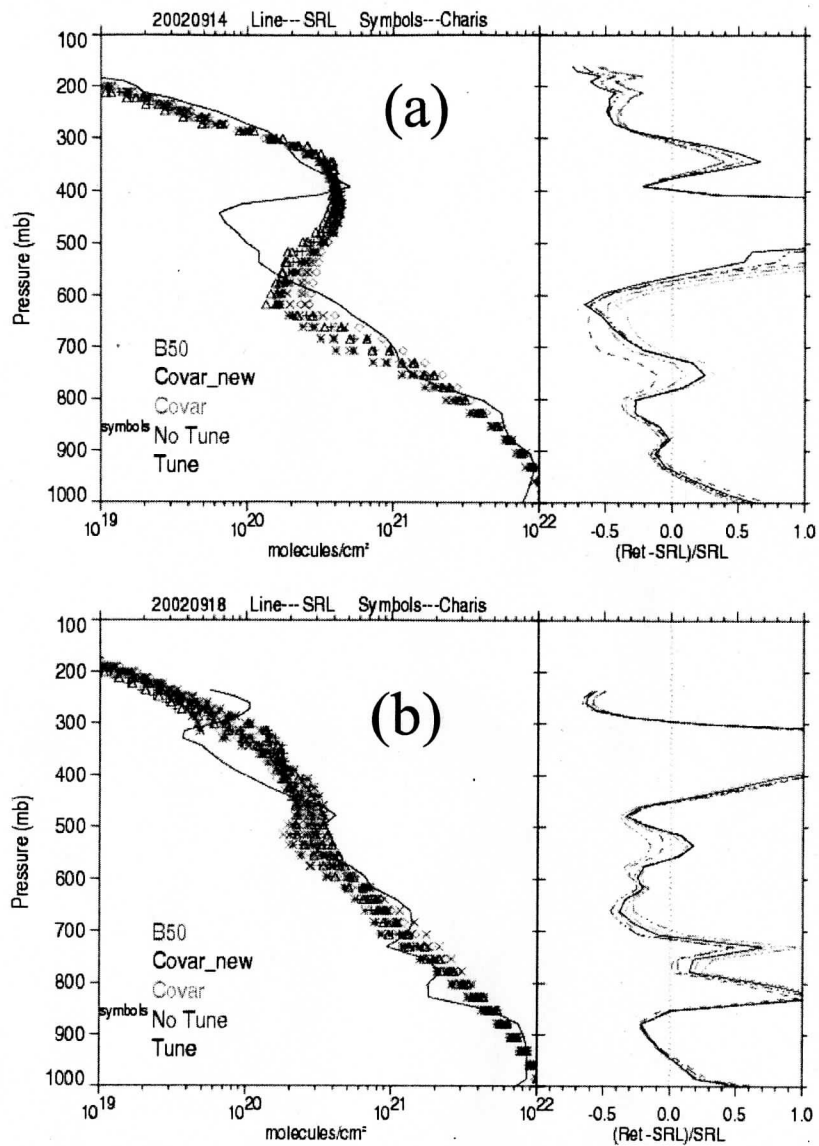 20020914 Line---SRL Symbols---Charis
(a)
100
200
300
400
500
600
700
800
900
1000
Pressure (mb)
B50
Covar_new
Covar
symbols No Tune
Tune
10^19 10^20 10^21 10^22
molecules/cm²
-0.5 0.0 0.5 1.0
(Ret-SRL)/SRL
20020918 Line---SRL Symbols---Charis
(b)
100
200
300
400
500
600
700
800
900
1000
Pressure (mb)
B50
Covar_new
Covar
symbols No Tune
Tune
10^19 10^20 10^21 10^22
molecules/cm²
-0.5 0.0 0.5 1.0
(Ret-SRL)/SRL